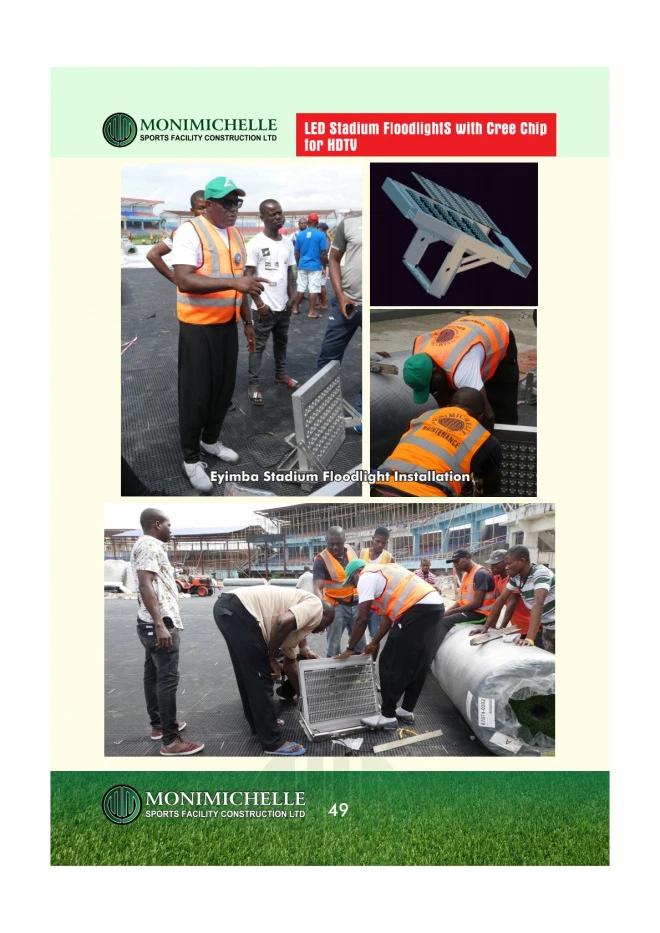 MONIMICHELLE
SPORTS FACILITY CONSTRUCTION LTD
LED Stadium FloodlightS with Cree Chip
for HDTV
MAINTENANCE
Eyimba Stadium Floodlight Installation
MONIMICHELLE
SPORTS FACILITY CONSTRUCTION LTD
49